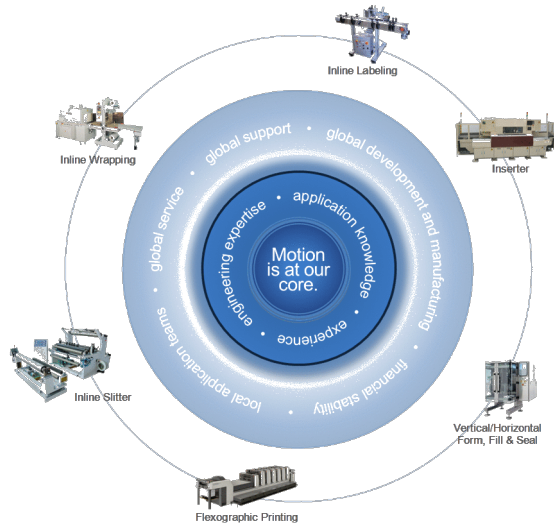 Inline Labeling
Inserter
Inline Wrapping
global service • global support • global development and manufacturing • financial stability • local application teams •
engineering expertise • application knowledge • experience •
Motion
is at our
core.
Inline Slitter
Vertical/Horizontal
Form, Fill & Seal
Flexographic Printing